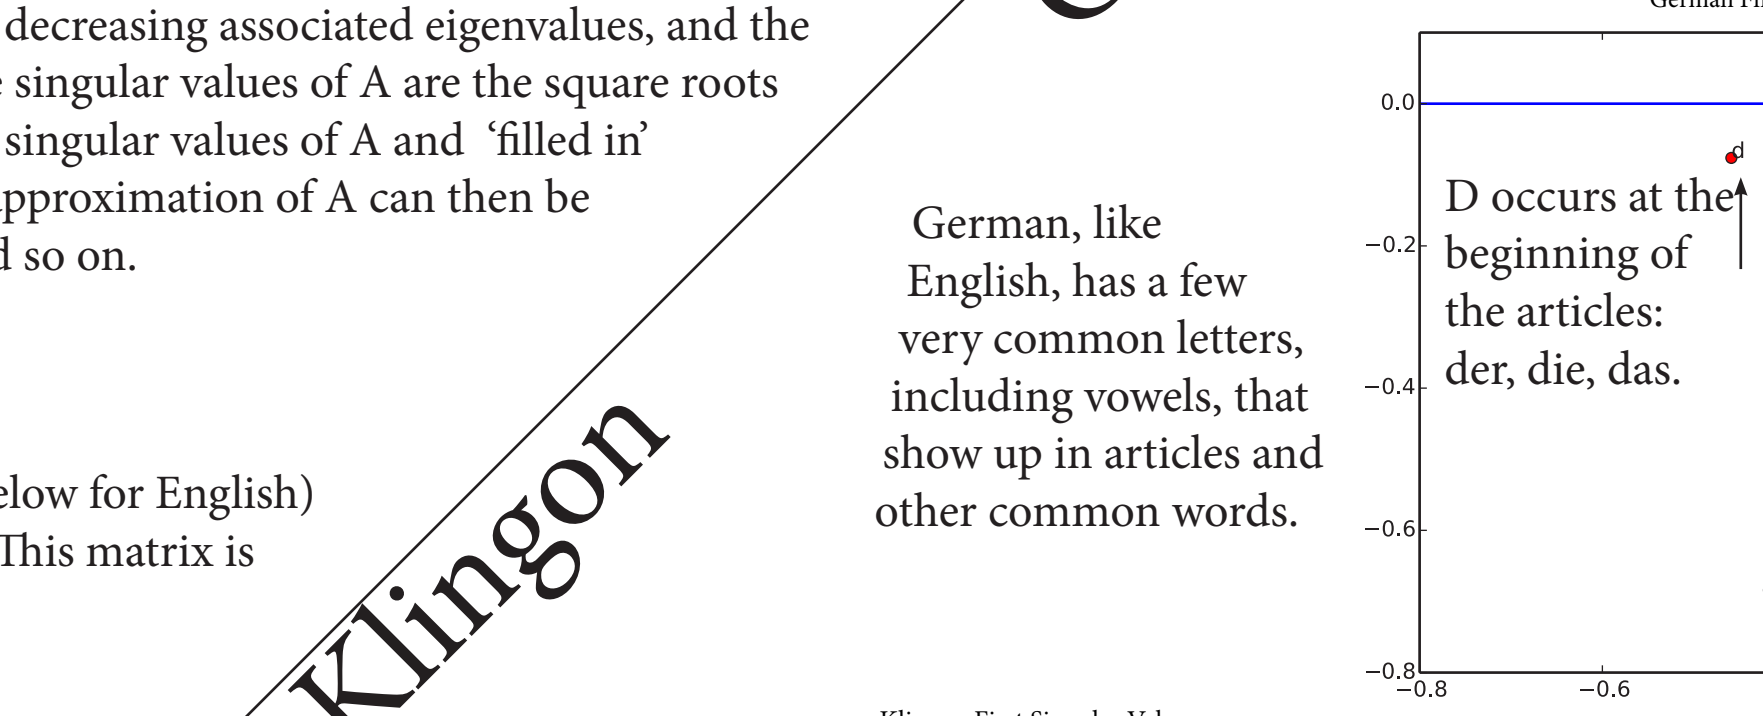 decreasing associated eigenvalues, and the
singular values of A are the square roots
singular values of A and ‘filled in’
approximation of A can then be
so on.
elow for English)
This matrix is
Klingon
German, like
English, has a few
very common letters,
including vowels, that
show up in articles and
other common words.
German Fi
0.0
d
D occurs at the
beginning of
the articles:
der, die, das.
−0.2
−0.4
−0.6
−0.8
−0.8
−0.6